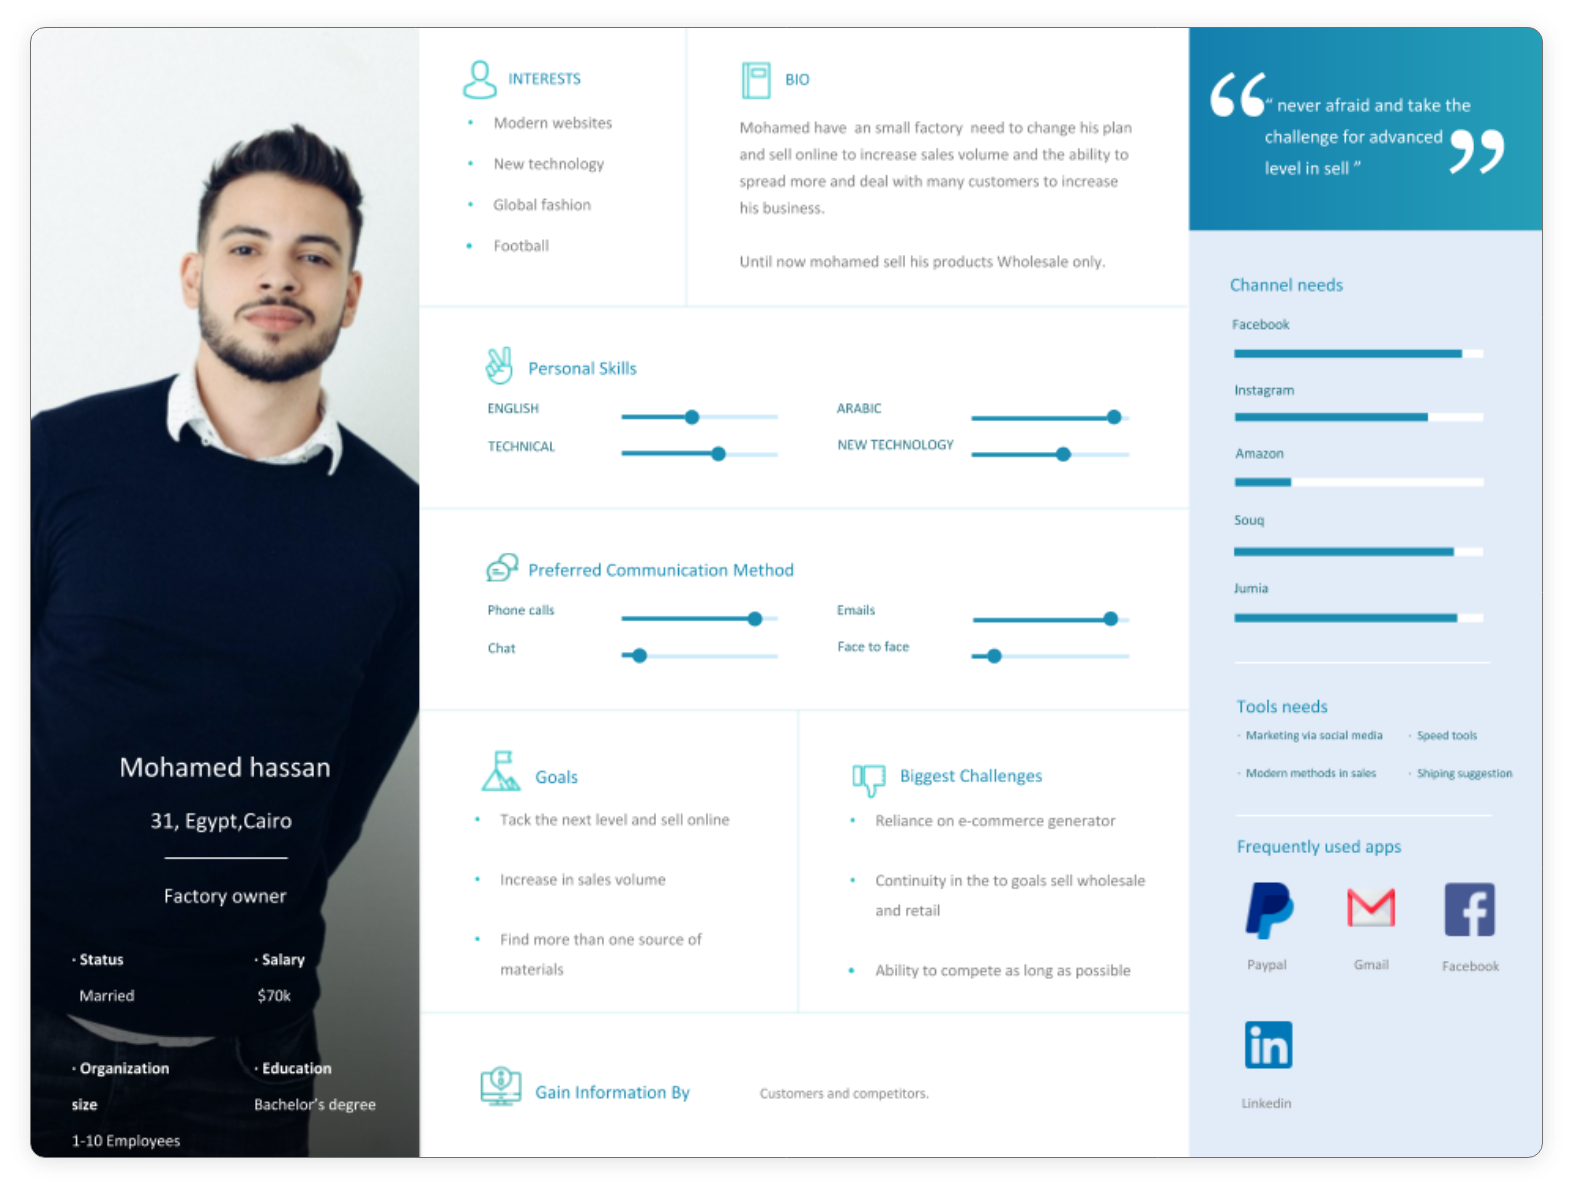 Mohamed hassan
31, Egypt,Cairo
Factory owner
· Status
Married
· Salary
$70k
· Organization
size
1-10 Employees
· Education
Bachelor's degree
INTERESTS
• Modern websites
• New technology
• Global fashion
• Football
BIO
Mohamed have an small factory need to change his plan
and sell online to increase sales volume and the ability to
spread more and deal with many customers to increase
his business.
Until now mohamed sell his products Wholesale only.
Personal Skills
ENGLISH
ARABIC
TECHNICAL
NEW TECHNOLOGY
Preferred Communication Method
Phone calls
Emails
Chat
Face to face
Goals
• Tack the next level and sell online
• Increase in sales volume
• Find more than one source of
materials
Biggest Challenges
• Reliance on e-commerce generator
• Continuity in the to goals sell wholesale
and retail
• Ability to compete as long as possible
Gain Information By
Customers and competitors.
“ never afraid and take the
challenge for advanced
level in sell ”
Channel needs
Facebook
Instagram
Amazon
Souq
Jumia
Tools needs
· Marketing via social media
· Speed tools
· Modern methods in sales
· Shiping suggestion
Frequently used apps
Paypal
Gmail
Facebook
in
Linkedin